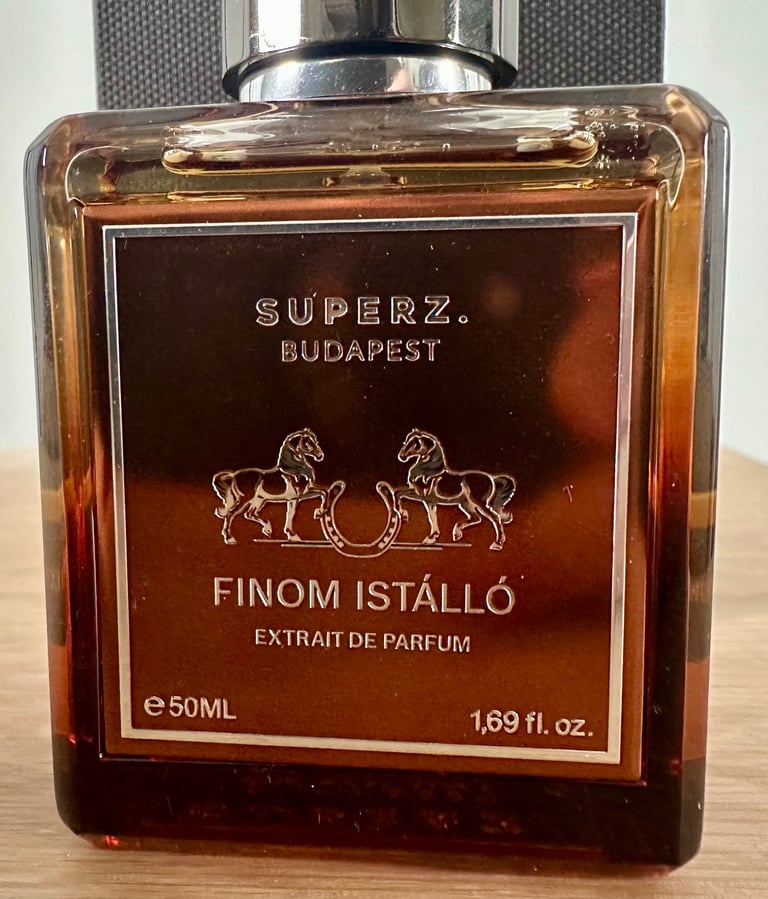 SUPERZ.
BUDAPEST
FINOM ISTÁLLÓ
EXTRAIT DE PARFUM
℮50ML
1,69 fl. oz.